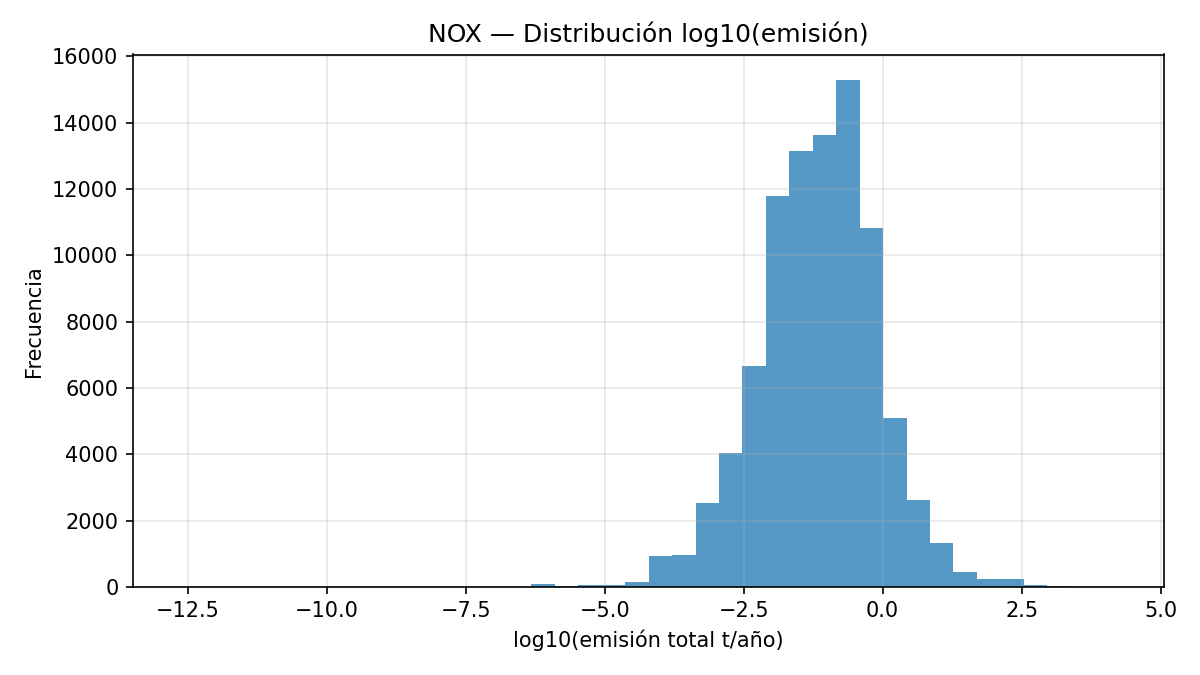 NOX — Distribución log10(emisión)
16000
14000
12000
10000
8000
6000
4000
2000
0
Frecuencia
−12.5 −10.0 −7.5 −5.0 −2.5 0.0 2.5 5.0
log10(emisión total t/año)